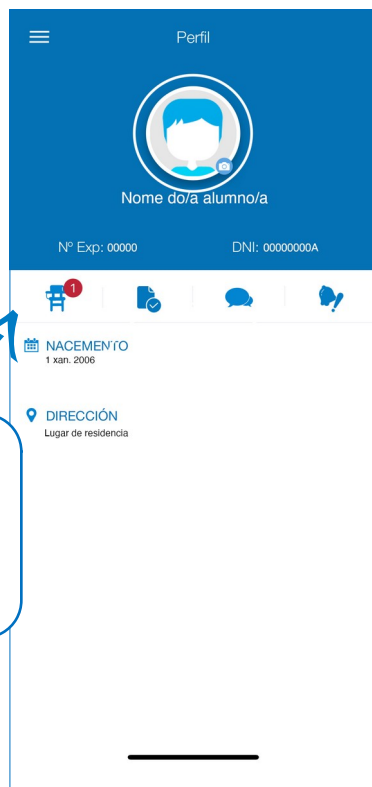 Perfil
Nome do/a alumno/a
Nº Exp: 00000 DNI: 00000000A
1
NACEMENTO
1 xan. 2006
DIRECCIÓN
Lugar de residencia